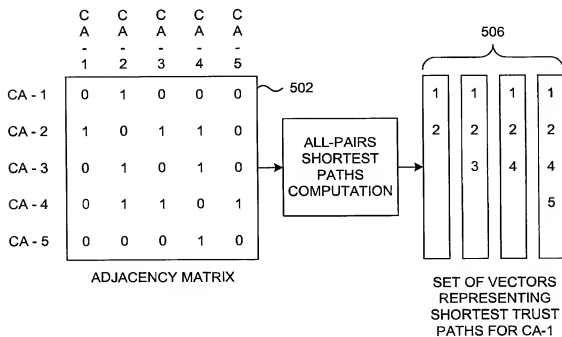 C C C C C
A A A A A
- - - - -
1 2 3 4 5
506
502
CA - 1 0 1 0 0 0
CA - 2 1 0 1 1 0
CA - 3 0 1 0 1 0
CA - 4 0 1 1 0 1
CA - 5 0 0 0 1 0
ADJACENCY MATRIX
ALL-PAIRS
SHORTEST
PATHS
COMPUTATION
1 1 1 1
2 2 2 2
3 4 4
5
SET OF VECTORS
REPRESENTING
SHORTEST TRUST
PATHS FOR CA-1